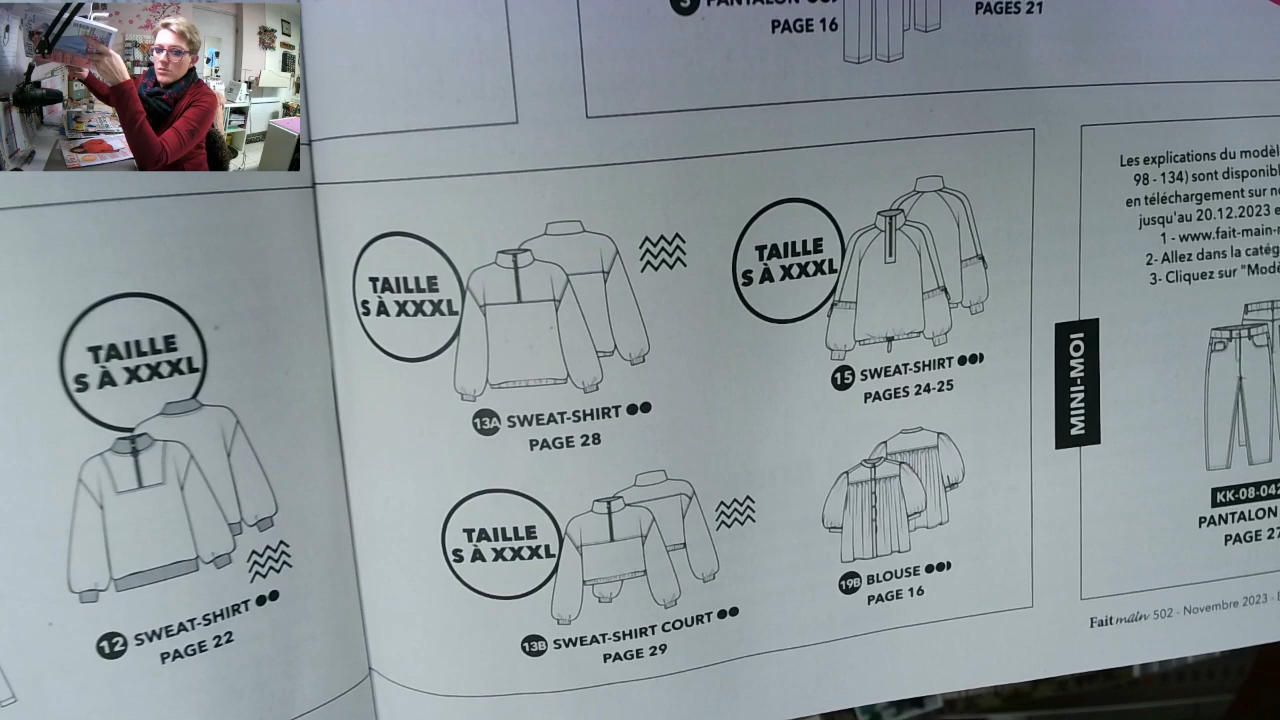 PAGE 16
PAGES 21
TAILLE
S À XXXL
12 SWEAT-SHIRT
PAGE 22
TAILLE
S À XXXL
13A SWEAT-SHIRT
PAGE 28
TAILLE
S À XXXL
13B SWEAT-SHIRT COURT
PAGE 29
TAILLE
S À XXXL
15 SWEAT-SHIRT
PAGES 24-25
19B BLOUSE
PAGE 16
MINI-MOI
Les explications du modèl
98 - 134) sont disponibl
en téléchargement sur n
jusqu'au 20.12.2023 e
1 - www.fait-main-
2- Allez dans la catég
3- Cliquez sur "Modè
KK-08-042
PANTALON
PAGE 27
Fait main 502 - Novembre 2023 -